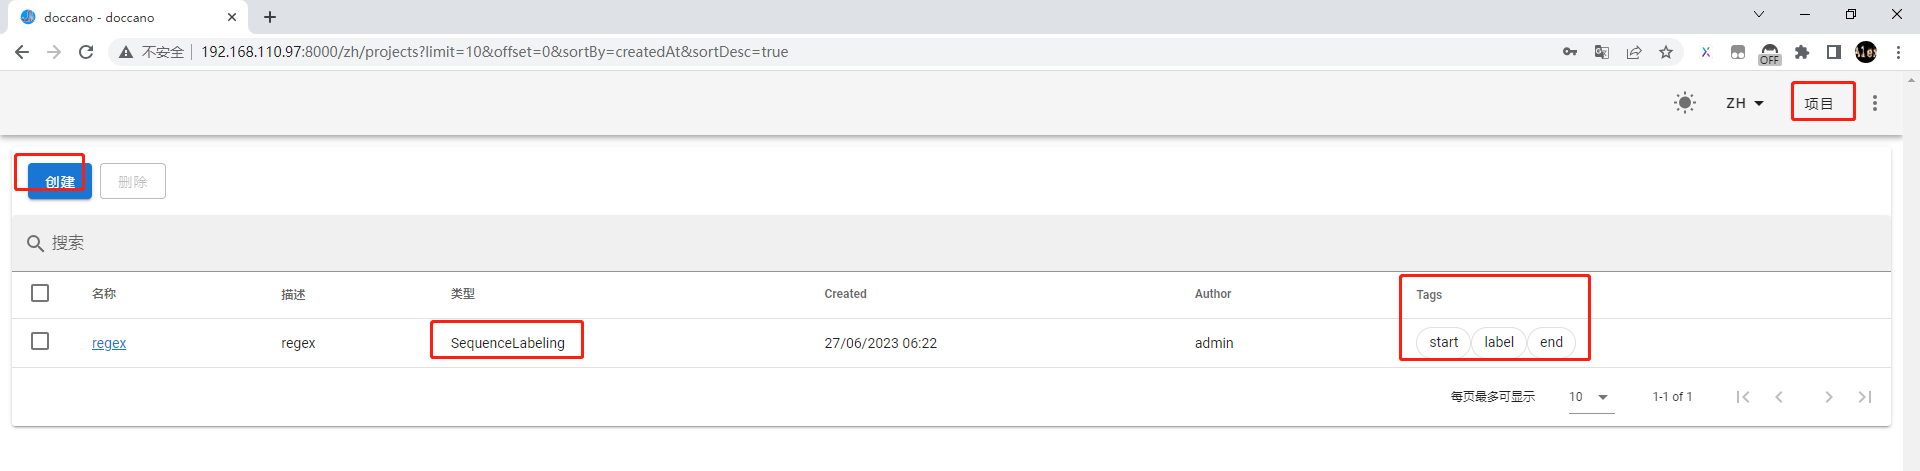 doccano - doccano
不安全 192.168.110.97:8000/zh/projects?limit=10&offset=0&sortBy=createdAt&sortDesc=true
OFF
ZH 项目
创建 删除
搜索
名称 描述 类型 Created Author Tags
regex regex SequenceLabeling 27/06/2023 06:22 admin start label end
每页最多可显示 10 1-1 of 1